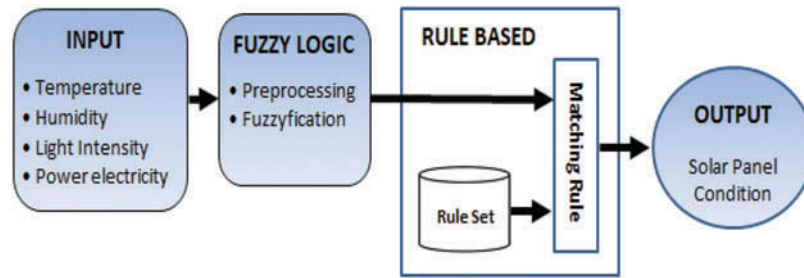 INPUT
• Temperature
• Humidity
• Light Intensity
• Power electricity
FUZZY LOGIC
• Preprocessing
• Fuzzyfication
RULE BASED
Matching Rule
Rule Set
OUTPUT
Solar Panel
Condition